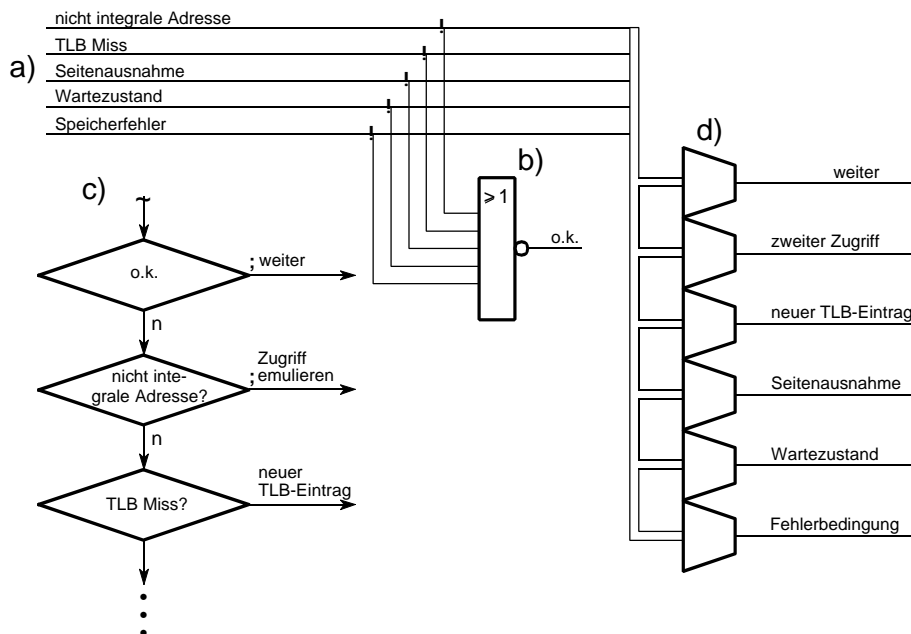 nicht integrale Adresse
TLB Miss
a)
Seitenausnahme
Wartezustand
Speicherfehler
d)
b)
c)
≥ 1
weiter
o.k.
zweiter Zugriff
o.k.
; weiter
neuer TLB-Eintrag
n
Zugriff
; emulieren
nicht inte-
grale Adresse?
Seitenausnahme
n
Wartezustand
neuer
TLB-Eintrag
TLB Miss?
Fehlerbedingung